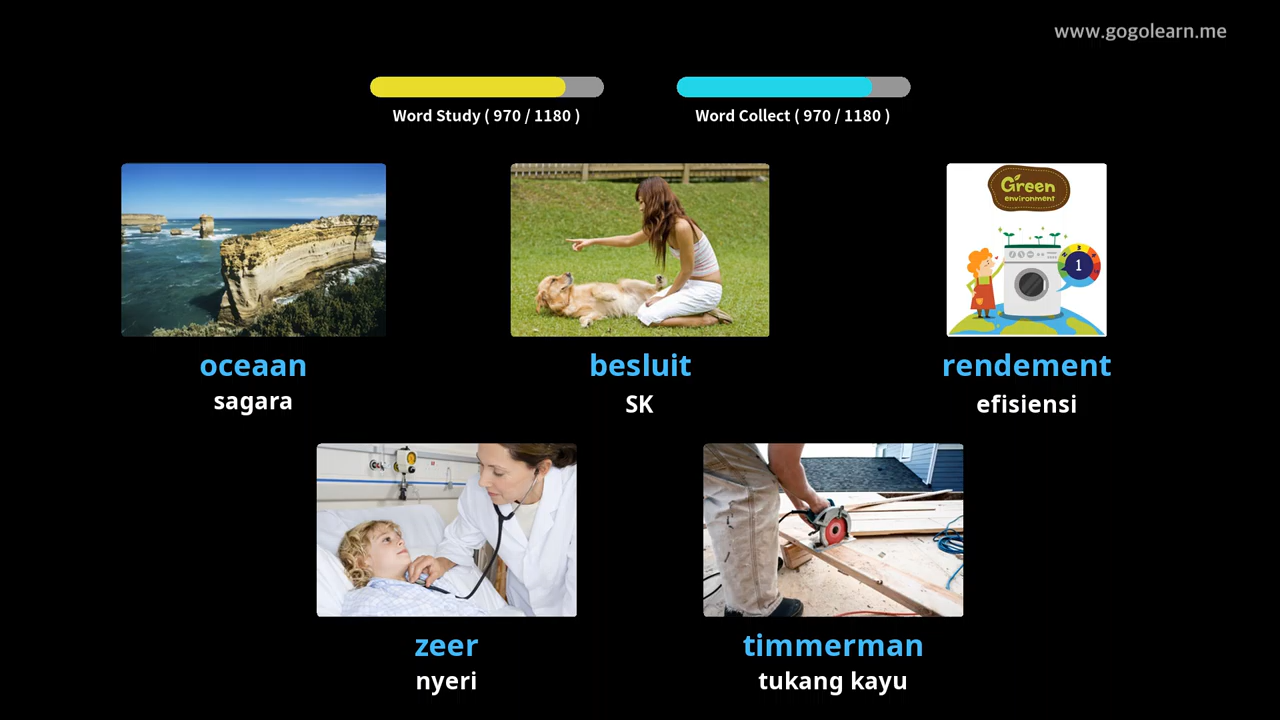 www.gogolearn.me
Word Study ( 970 / 1180 )
Word Collect ( 970 / 1180 )
Green
environment
1
oceaan
sagara
besluit
SK
rendement
efisiensi
zeer
nyeri
timmerman
tukang kayu